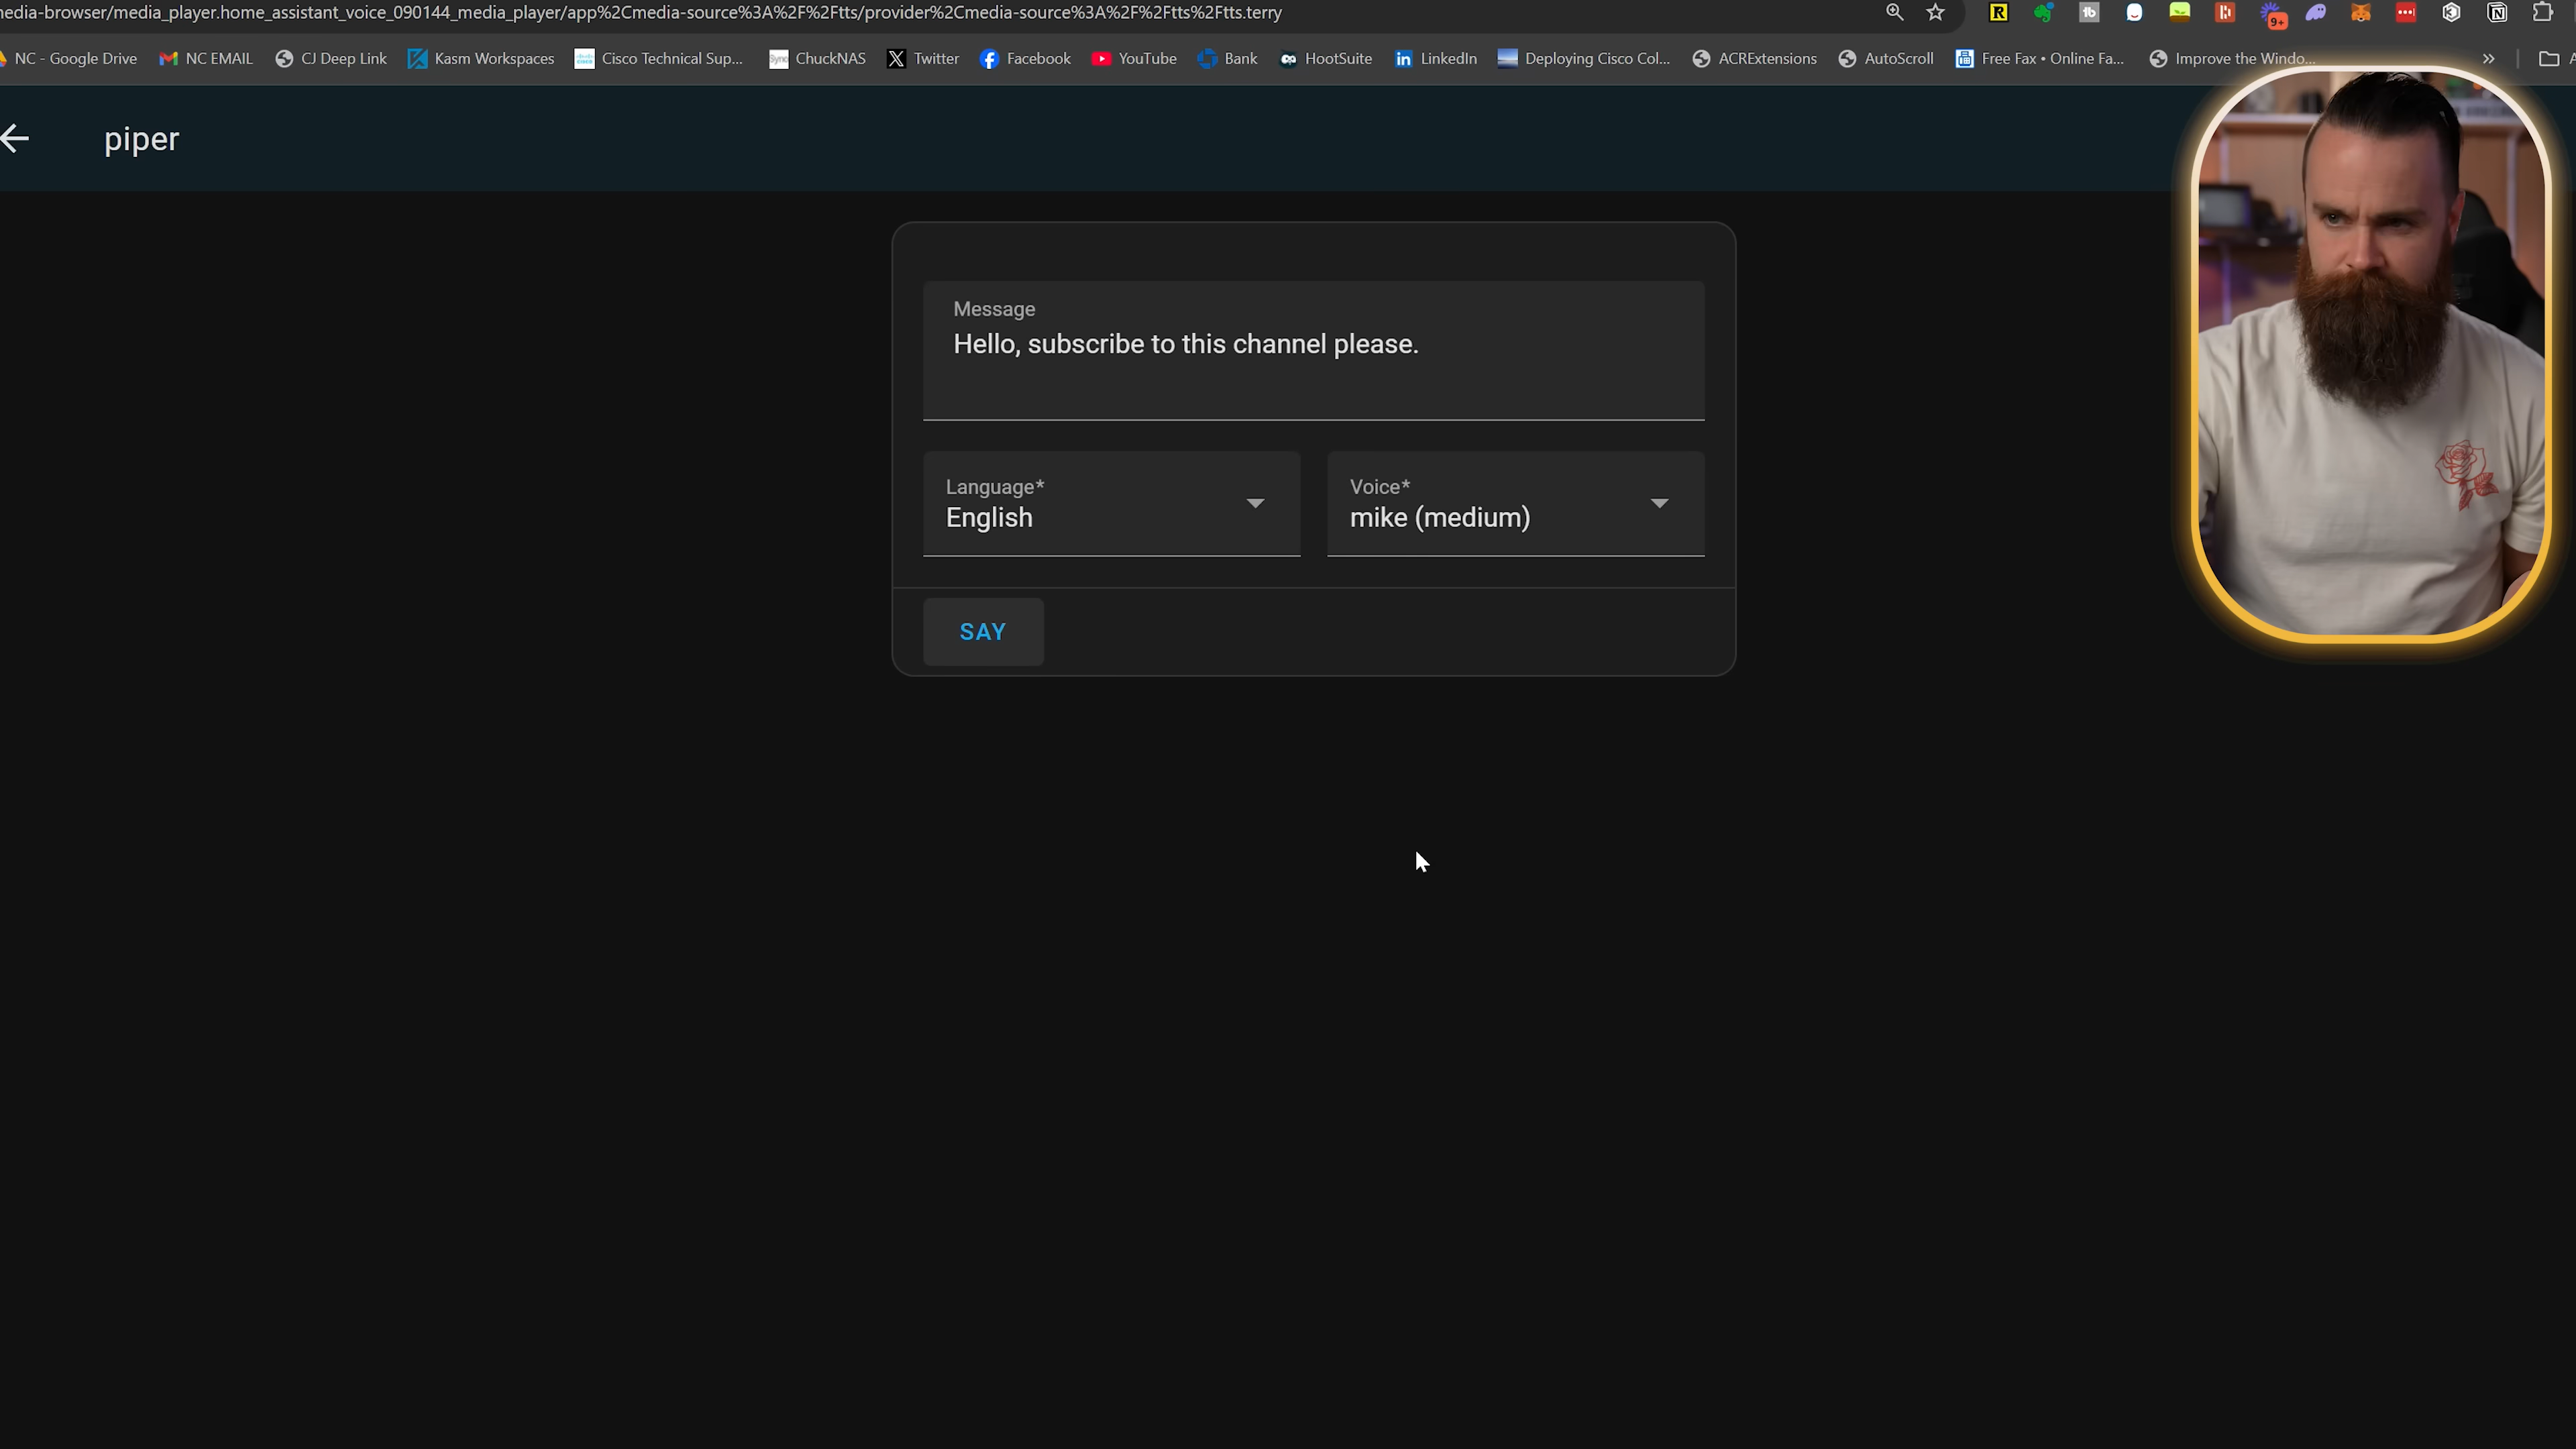 media-browser/media_player.home_assistant_voice_090144_media_player/app%2Cmedia-source%3A%2F%2Ftts/provider%2Cmedia-source%3A%2F%2Ftts%2Ftts.terry
NC - Google Drive NC EMAIL CJ Deep Link Kasm Workspaces Cisco Technical Sup... ChuckNAS Twitter Facebook YouTube Bank HootSuite LinkedIn Deploying Cisco Col... ACRExtensions AutoScroll Free Fax • Online Fa... Improve the Windo...
piper
Message
Hello, subscribe to this channel please.
Language*
English
Voice*
mike (medium)
SAY